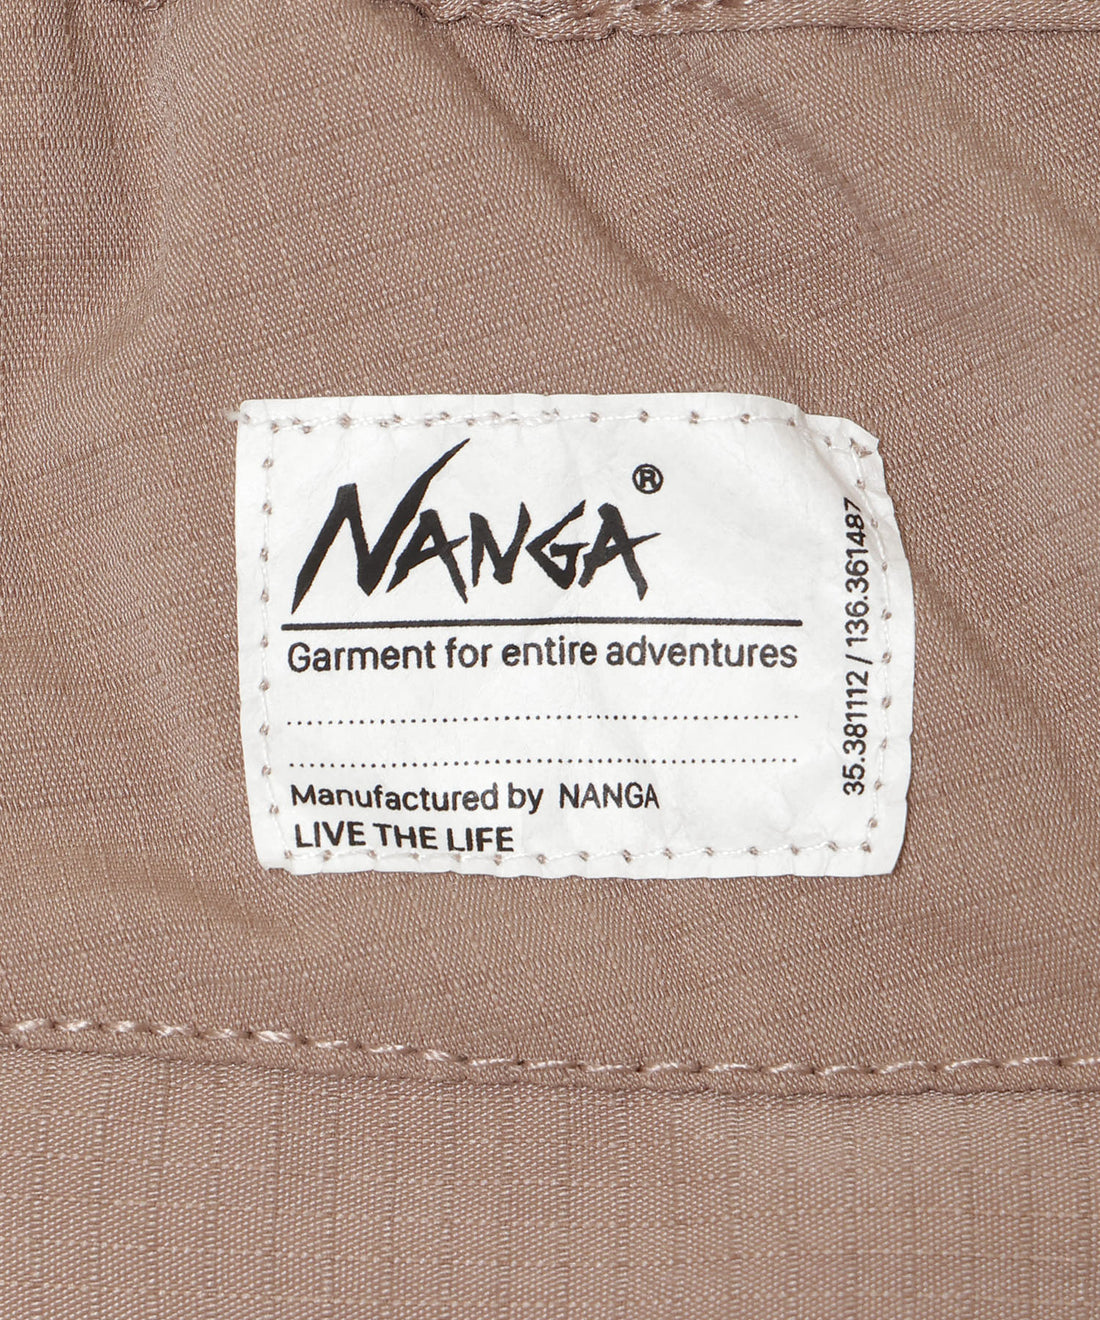 NANGA®
Garment for entire adventures
Manufactured by NANGA
LIVE THE LIFE
35.381112 / 136.361487